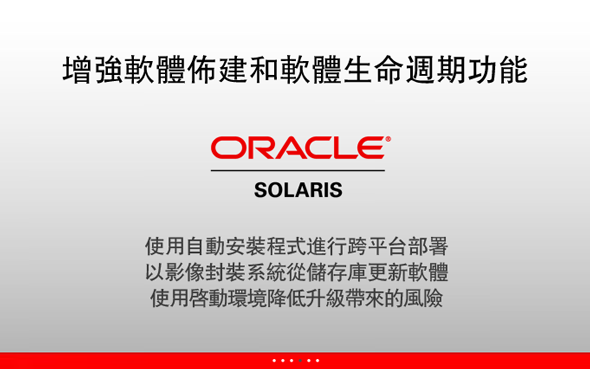 增強軟體佈建和軟體生命週期功能
ORACLE®
SOLARIS
使用自動安裝程式進行跨平台部署
以影像封裝系統從儲存庫更新軟體
使用啓動環境降低升級帶來的風險